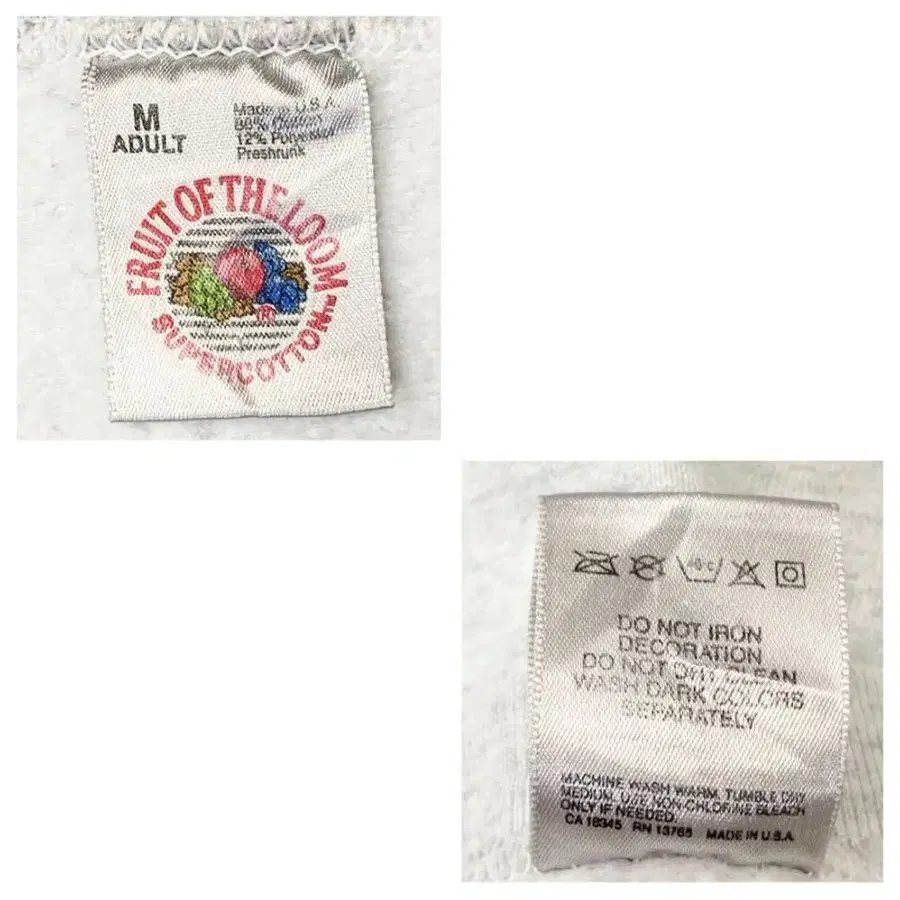 M
ADULT
Made in U.S.A.
88% Cotton
12% Polyester
Preshrunk
FRUIT OF THE LOOM
®
SUPERCOTTON™
40°C
DO NOT IRON
DECORATION
DO NOT DRY CLEAN
WASH DARK COLORS
SEPARATELY
MACHINE WASH WARM, TUMBLE DRY
MEDIUM, USE NON-CHLORINE BLEACH
ONLY IF NEEDED.
CA 18345 RN 13765 MADE IN U.S.A.